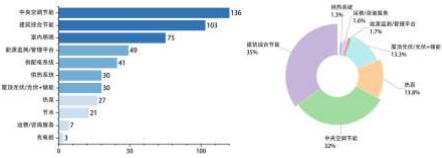 中央空调节能
136
建筑综合节能
103
室内照明
75
能源监测/管理平台
49
供配电系统
41
供热系统
30
屋顶光伏/光伏+储能
30
热泵
27
节水
21
运维/咨询服务
7
充电桩
3
0
20
40
60
80
100
供热系统
1.3%
运维/咨询服务
1.6%
能源监测/管理平台
1.7%
屋顶光伏/光伏+储能
13.3%
热泵
13.8%
中央空调节能
32%
建筑综合节能
35%